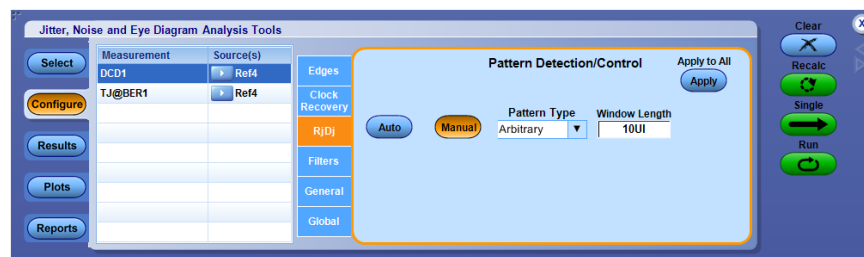 Jitter, Noise and Eye Diagram Analysis Tools
Clear
X
Select
Measurement Source(s)
DCD1 Ref4
TJ@BER1 Ref4
Edges
Clock
Recovery
RjDj
Filters
General
Global
Pattern Detection/Control
Apply to All
Apply
Auto
Manual
Pattern Type
Arbitrary
Window Length
10UI
Configure
Results
Plots
Reports
Recalc
Single
Run